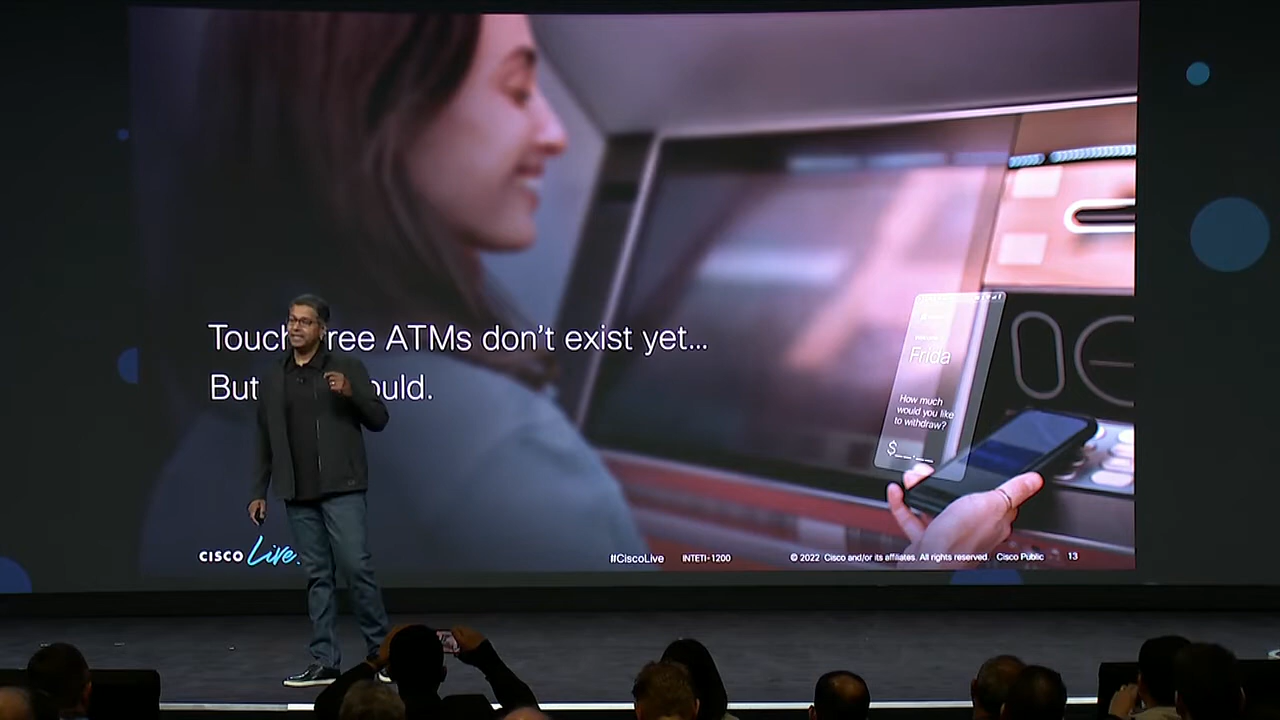 Touch ree ATMs don't exist yet...
But ould.
Frida
How much
would you like
to withdraw?
$
CISCO Live!
#CiscoLive INTETI-1200 © 2022 Cisco and/or its affiliates. All rights reserved. Cisco Public 13